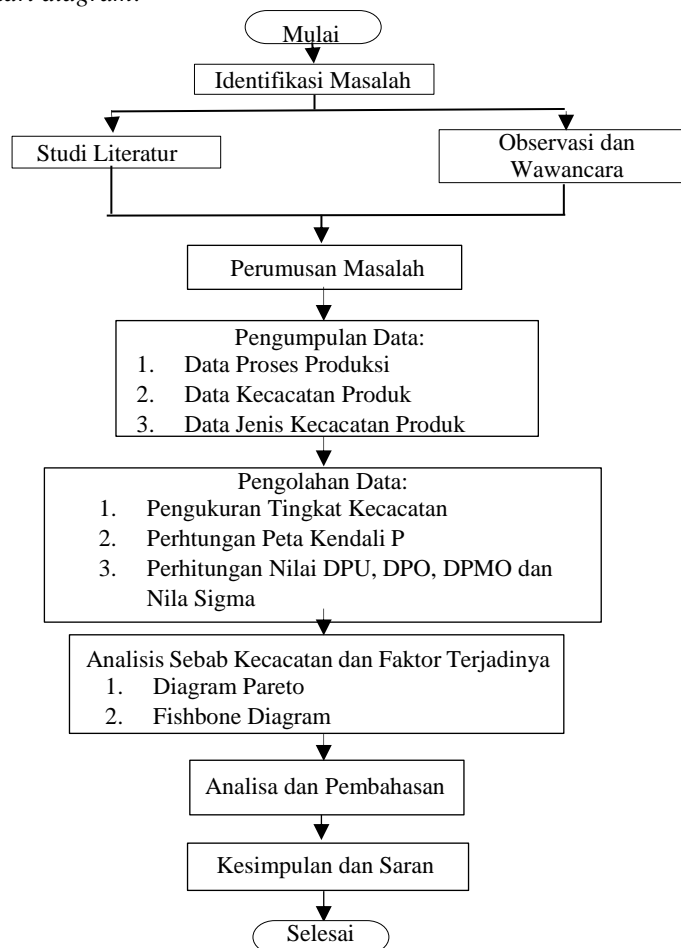 diagram.
Mulai
Identifikasi Masalah
Studi Literatur
Observasi dan
Wawancara
Perumusan Masalah
Pengumpulan Data:
1. Data Proses Produksi
2. Data Kecacatan Produk
3. Data Jenis Kecacatan Produk
Pengolahan Data:
1. Pengukuran Tingkat Kecacatan
2. Perhtungan Peta Kendali P
3. Perhitungan Nilai DPU, DPO, DPMO dan
Nila Sigma
Analisis Sebab Kecacatan dan Faktor Terjadinya
1. Diagram Pareto
2. Fishbone Diagram
Analisa dan Pembahasan
Kesimpulan dan Saran
Selesai